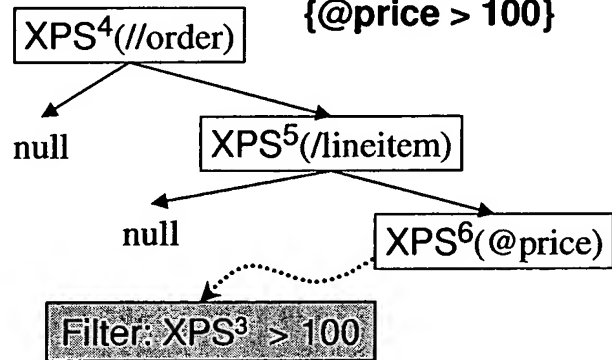 {@price > 100}
XPS⁴(//order)
null
XPS⁵(/lineitem)
null
XPS⁶(@price)
Filter: XPS³ > 100